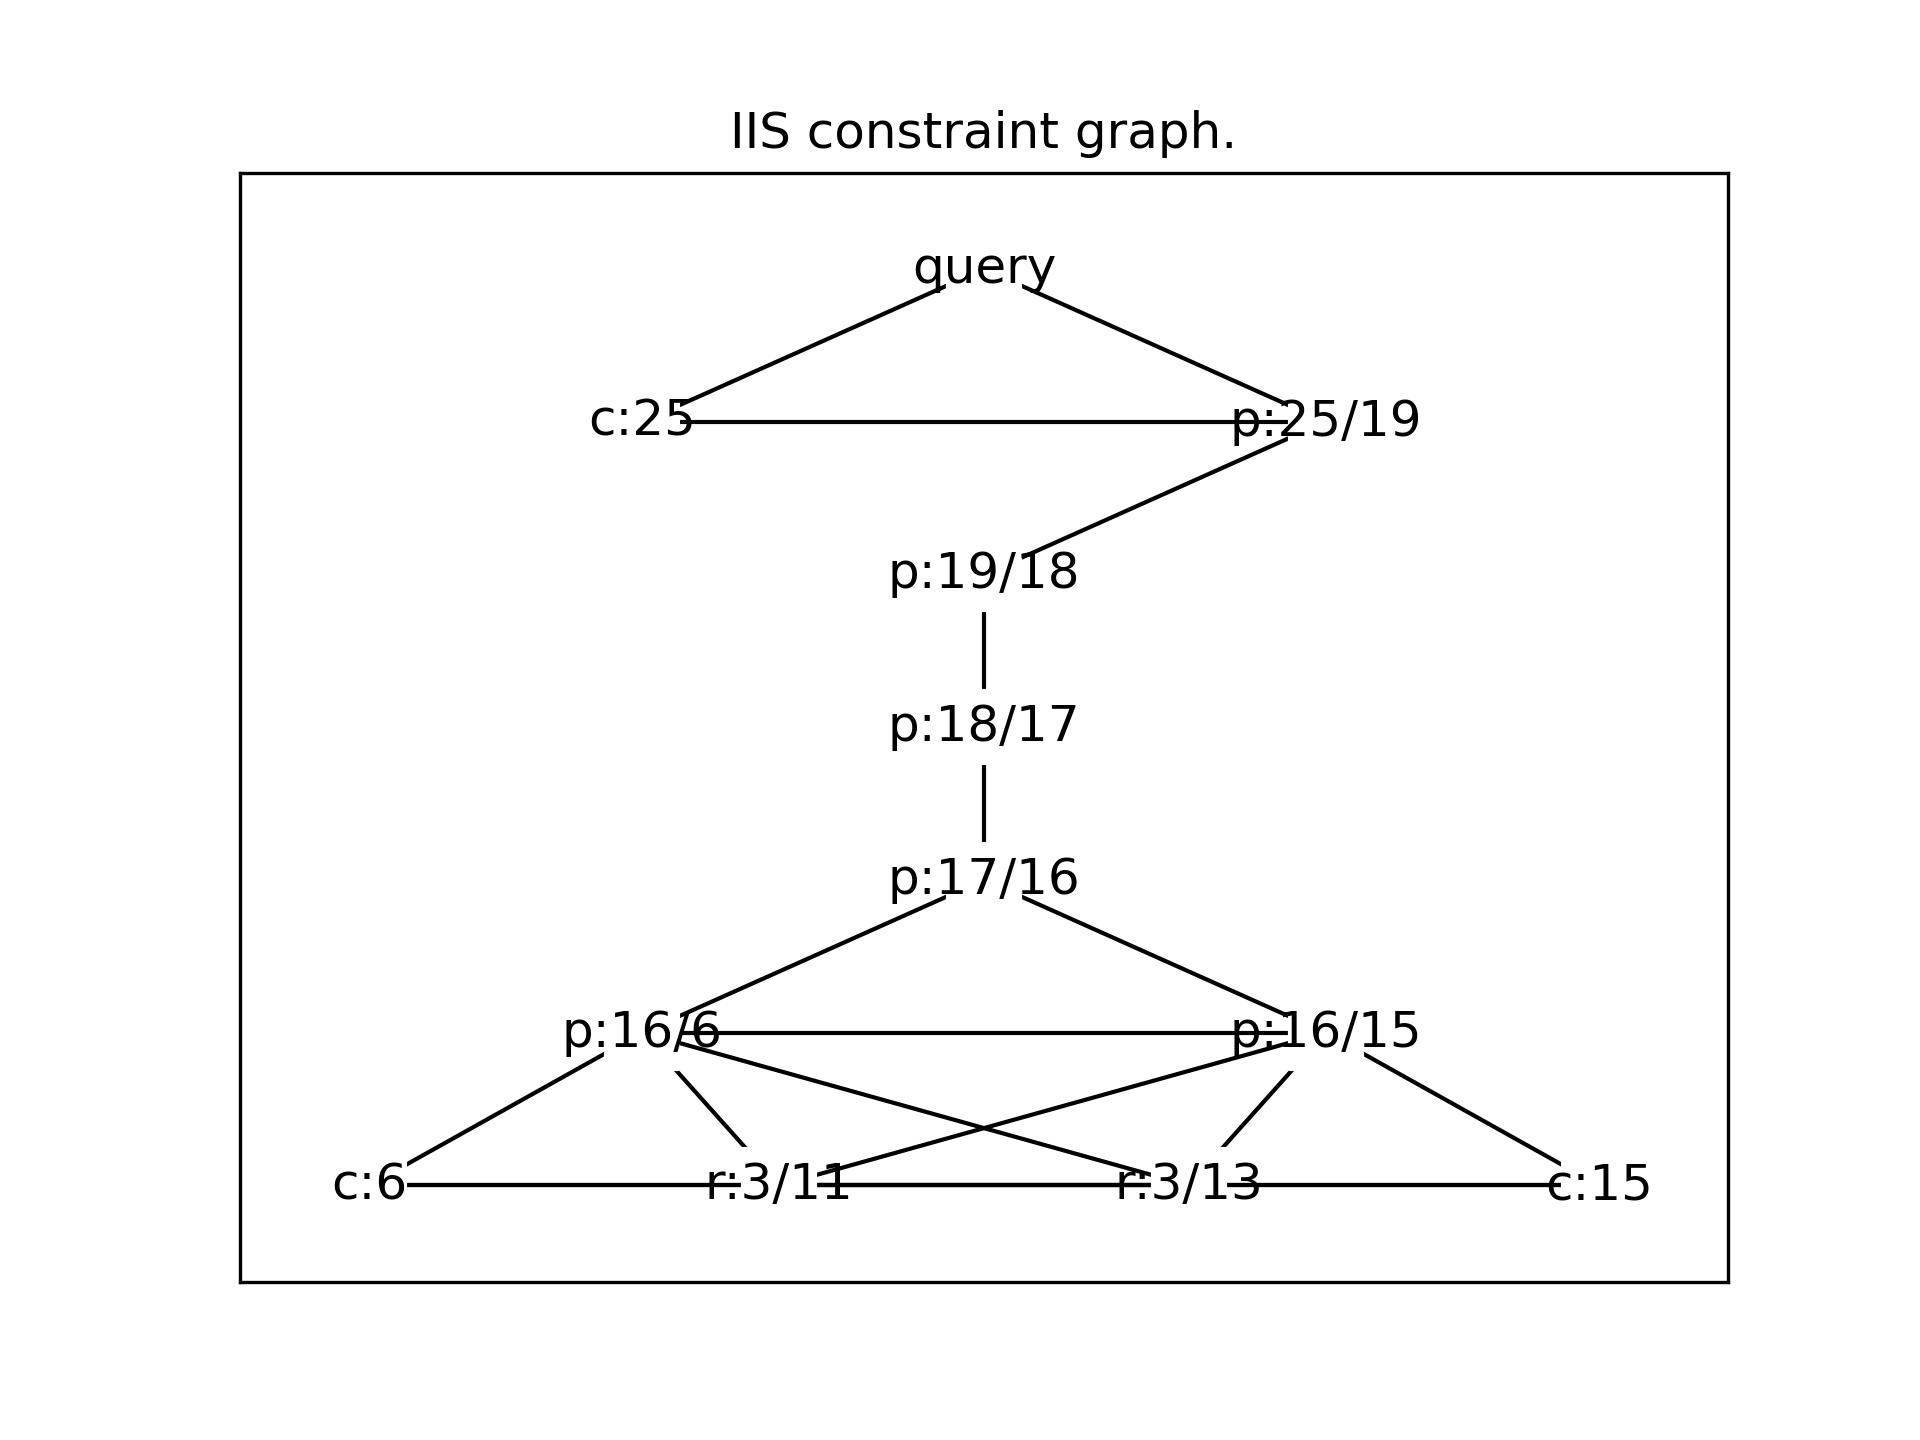 IIS constraint graph.
query
c:25 p:25/19
p:19/18
p:18/17
p:17/16
p:16/6 p:16/15
c:6 r:3/11 r:3/13 c:15